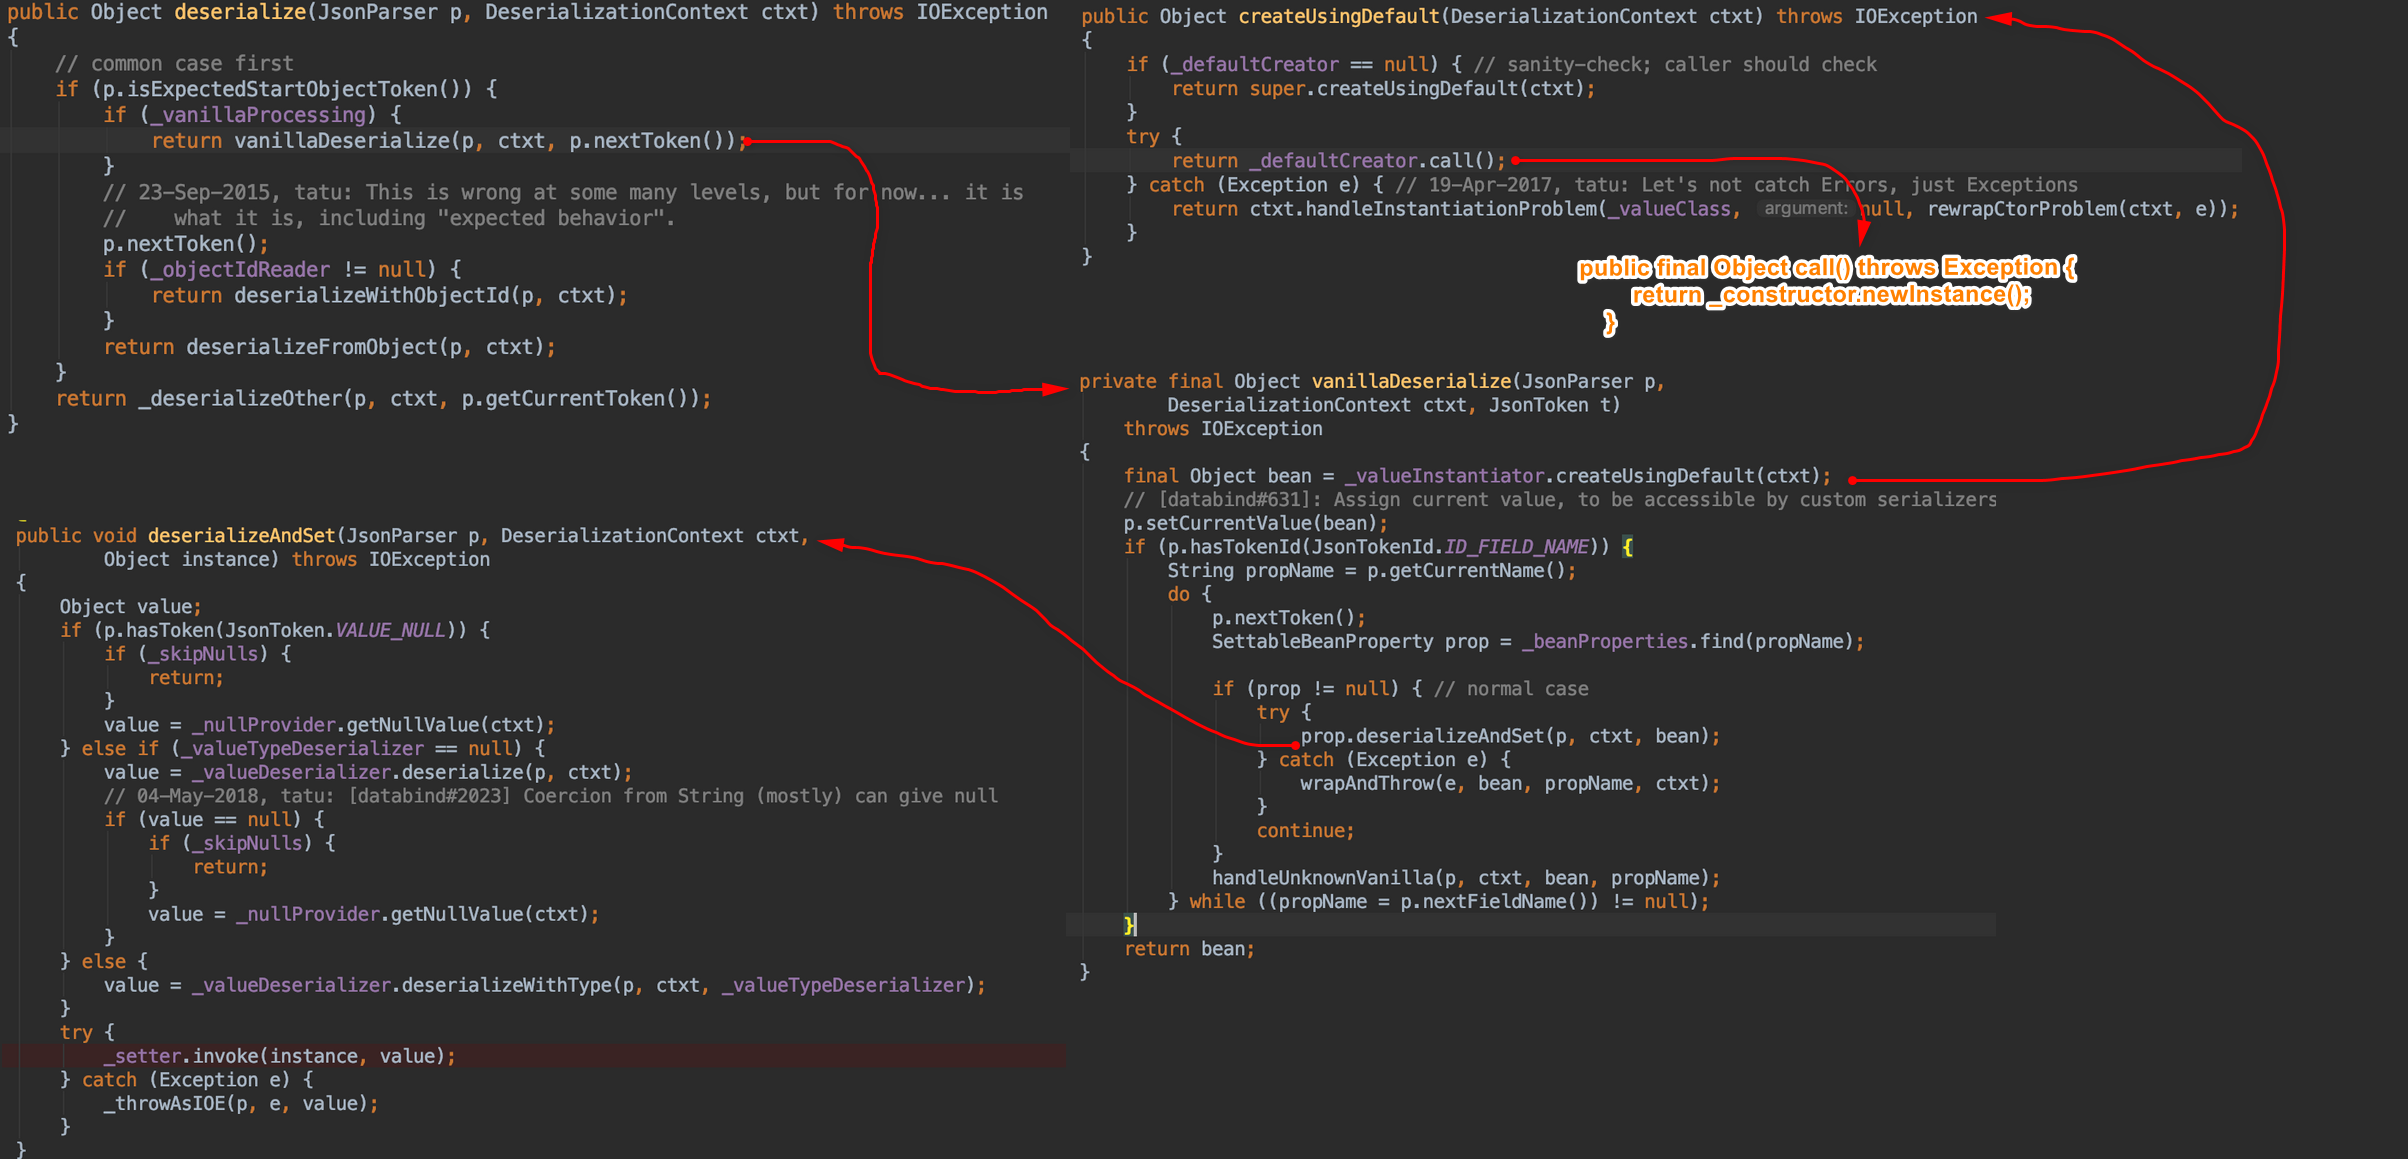 public Object deserialize(JsonParser p, DeserializationContext ctxt) throws IOException
{
    // common case first
    if (p.isExpectedStartObjectToken()) {
        if (_vanillaProcessing) {
            return vanillaDeserialize(p, ctxt, p.nextToken());
        }
        // 23-Sep-2015, tatu: This is wrong at some many levels, but for now... it is
        //    what it is, including "expected behavior".
        p.nextToken();
        if (_objectIdReader != null) {
            return deserializeWithObjectId(p, ctxt);
        }
        return deserializeFromObject(p, ctxt);
    }
    return _deserializeOther(p, ctxt, p.getCurrentToken());
}
public void deserializeAndSet(JsonParser p, DeserializationContext ctxt,
        Object instance) throws IOException
{
    Object value;
    if (p.hasToken(JsonToken.VALUE_NULL)) {
        if (_skipNulls) {
            return;
        }
        value = _nullProvider.getNullValue(ctxt);
    } else if (_valueTypeDeserializer == null) {
        value = _valueDeserializer.deserialize(p, ctxt);
        // 04-May-2018, tatu: [databind#2023] Coercion from String (mostly) can give null
        if (value == null) {
            if (_skipNulls) {
                return;
            }
            value = _nullProvider.getNullValue(ctxt);
        }
    } else {
        value = _valueDeserializer.deserializeWithType(p, ctxt, _valueTypeDeserializer);
    }
    try {
        _setter.invoke(instance, value);
    } catch (Exception e) {
        _throwAsIOE(p, e, value);
    }
}
public Object createUsingDefault(DeserializationContext ctxt) throws IOException
{
    if (_defaultCreator == null) { // sanity-check; caller should check
        return super.createUsingDefault(ctxt);
    }
    try {
        return _defaultCreator.call();
    } catch (Exception e) { // 19-Apr-2017, tatu: Let's not catch Errors, just Exceptions
        return ctxt.handleInstantiationProblem(_valueClass, argument: null, rewrapCtorProblem(ctxt, e));
    }
}
public final Object call() throws Exception {
    return _constructor.newInstance();
}
private final Object vanillaDeserialize(JsonParser p,
        DeserializationContext ctxt, JsonToken t)
    throws IOException
{
    final Object bean = _valueInstantiator.createUsingDefault(ctxt);
    // [databind#631]: Assign current value, to be accessible by custom serializers
    p.setCurrentValue(bean);
    if (p.hasTokenId(JsonTokenId.ID_FIELD_NAME)) {
        String propName = p.getCurrentName();
        do {
            p.nextToken();
            SettableBeanProperty prop = _beanProperties.find(propName);
            if (prop != null) { // normal case
                try {
                    prop.deserializeAndSet(p, ctxt, bean);
                } catch (Exception e) {
                    wrapAndThrow(e, bean, propName, ctxt);
                }
                continue;
            }
            handleUnknownVanilla(p, ctxt, bean, propName);
        } while ((propName = p.nextFieldName()) != null);
    }
    return bean;
}